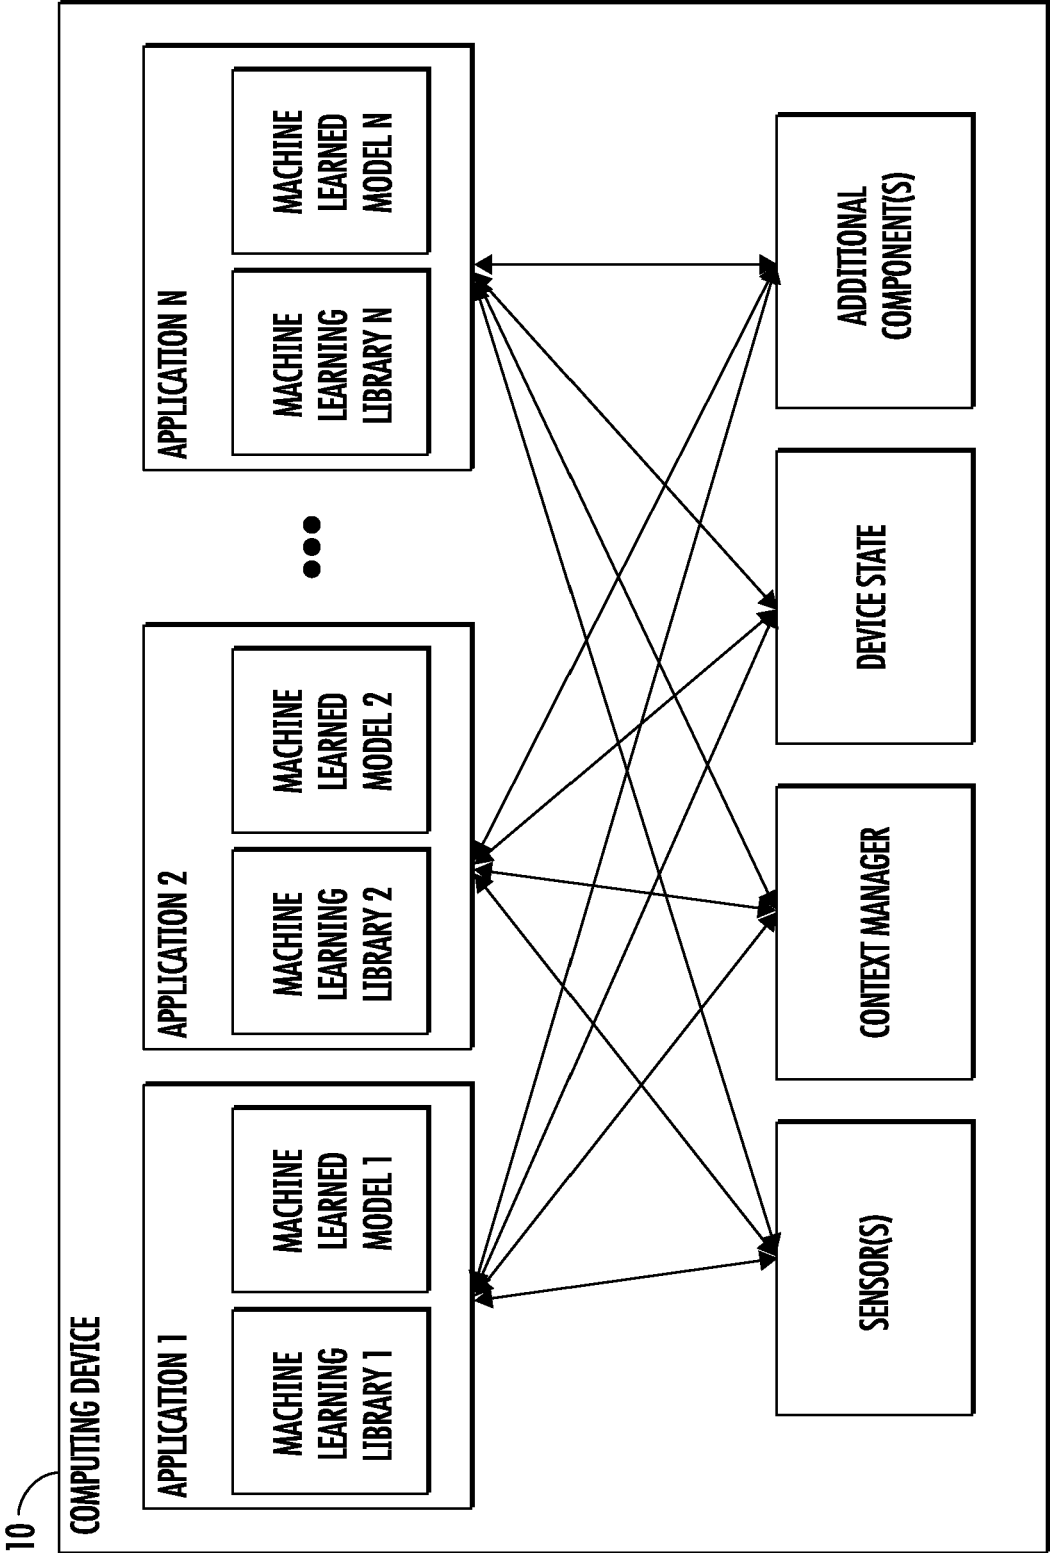 10
COMPUTING DEVICE
APPLICATION 1
MACHINE
LEARNING
LIBRARY 1
MACHINE
LEARNED
MODEL 1
APPLICATION 2
MACHINE
LEARNING
LIBRARY 2
MACHINE
LEARNED
MODEL 2
APPLICATION N
MACHINE
LEARNING
LIBRARY N
MACHINE
LEARNED
MODEL N
SENSOR(S)
CONTEXT MANAGER
DEVICE STATE
ADDITIONAL
COMPONENT(S)